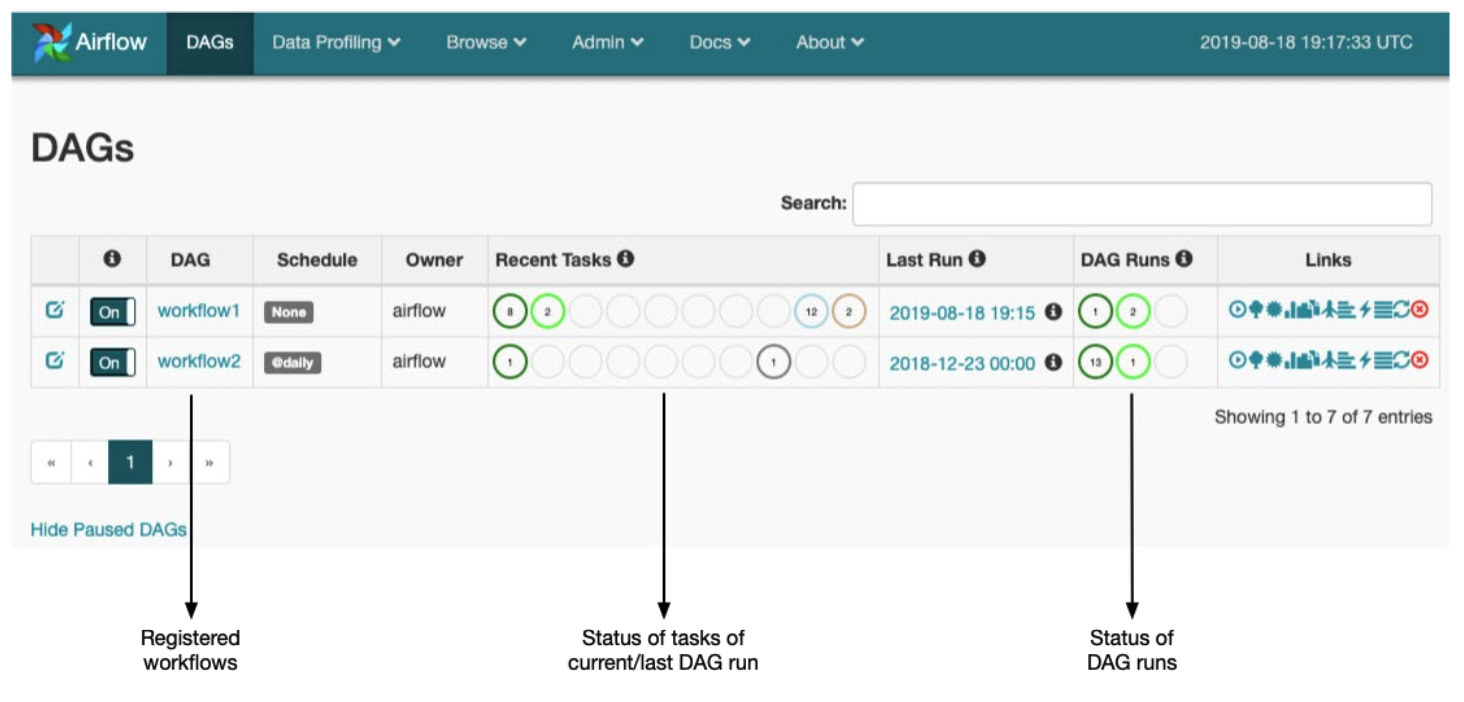 Airflow DAGs Data Profiling Browse Admin Docs About 2019-08-18 19:17:33 UTC
DAGs
Search:
DAG Schedule Owner Recent Tasks Last Run DAG Runs Links
On workflow1 None airflow 8 2 12 2 2019-08-18 19:15 1 2
On workflow2 @daily airflow 1 1 2018-12-23 00:00 13 1
Showing 1 to 7 of 7 entries
« ‹ 1 › »
Hide Paused DAGs
Registered
workflows
Status of tasks of
current/last DAG run
Status of
DAG runs